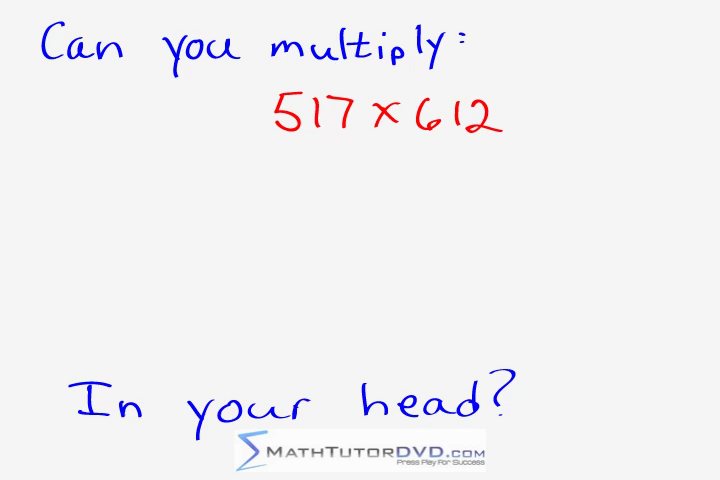 Can you multiply:
517 × 612
In your head?
MATHTUTORDVD.COM
Press Play For Success